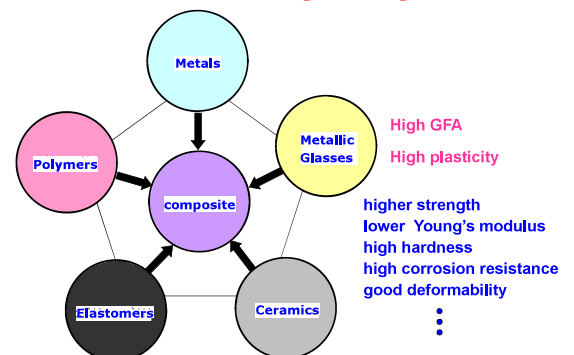 Metals
Polymers
Metallic
Glasses
composite
Elastomers
Ceramics
High GFA
High plasticity
higher strength
lower Young's modulus
high hardness
high corrosion resistance
good deformability